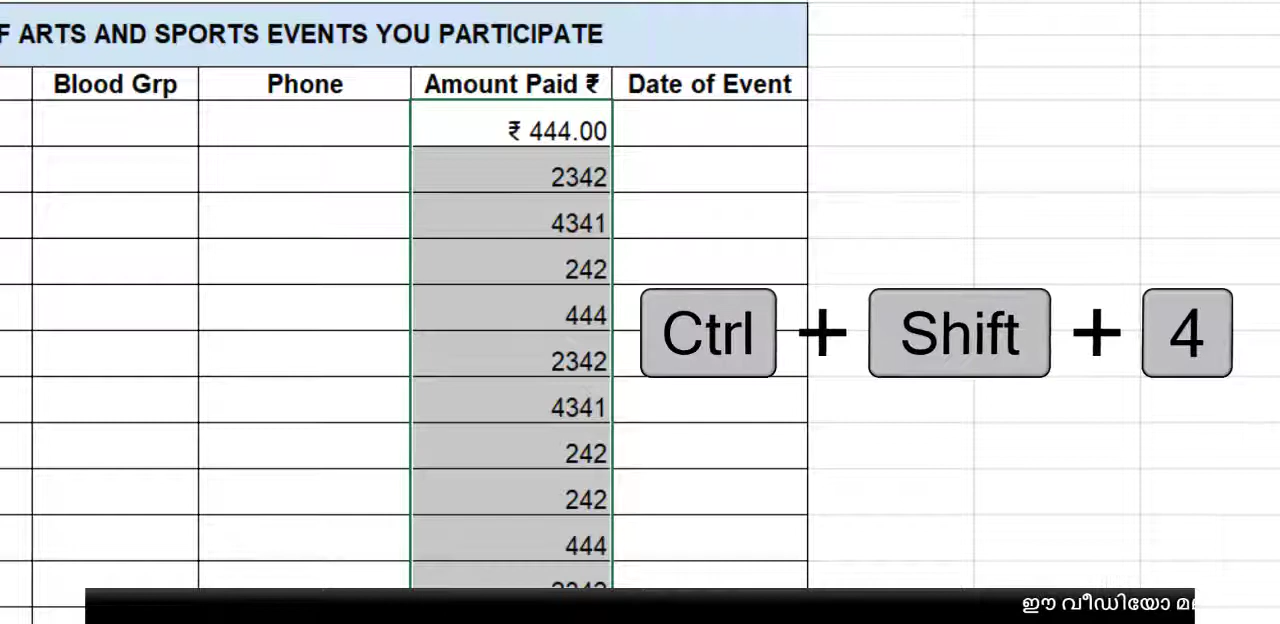 F ARTS AND SPORTS EVENTS YOU PARTICIPATE
Blood Grp Phone Amount Paid ₹ Date of Event
₹ 444.00
2342
4341
242
444
2342
4341
242
242
444
Ctrl + Shift + 4
ഈ വീഡിയോ